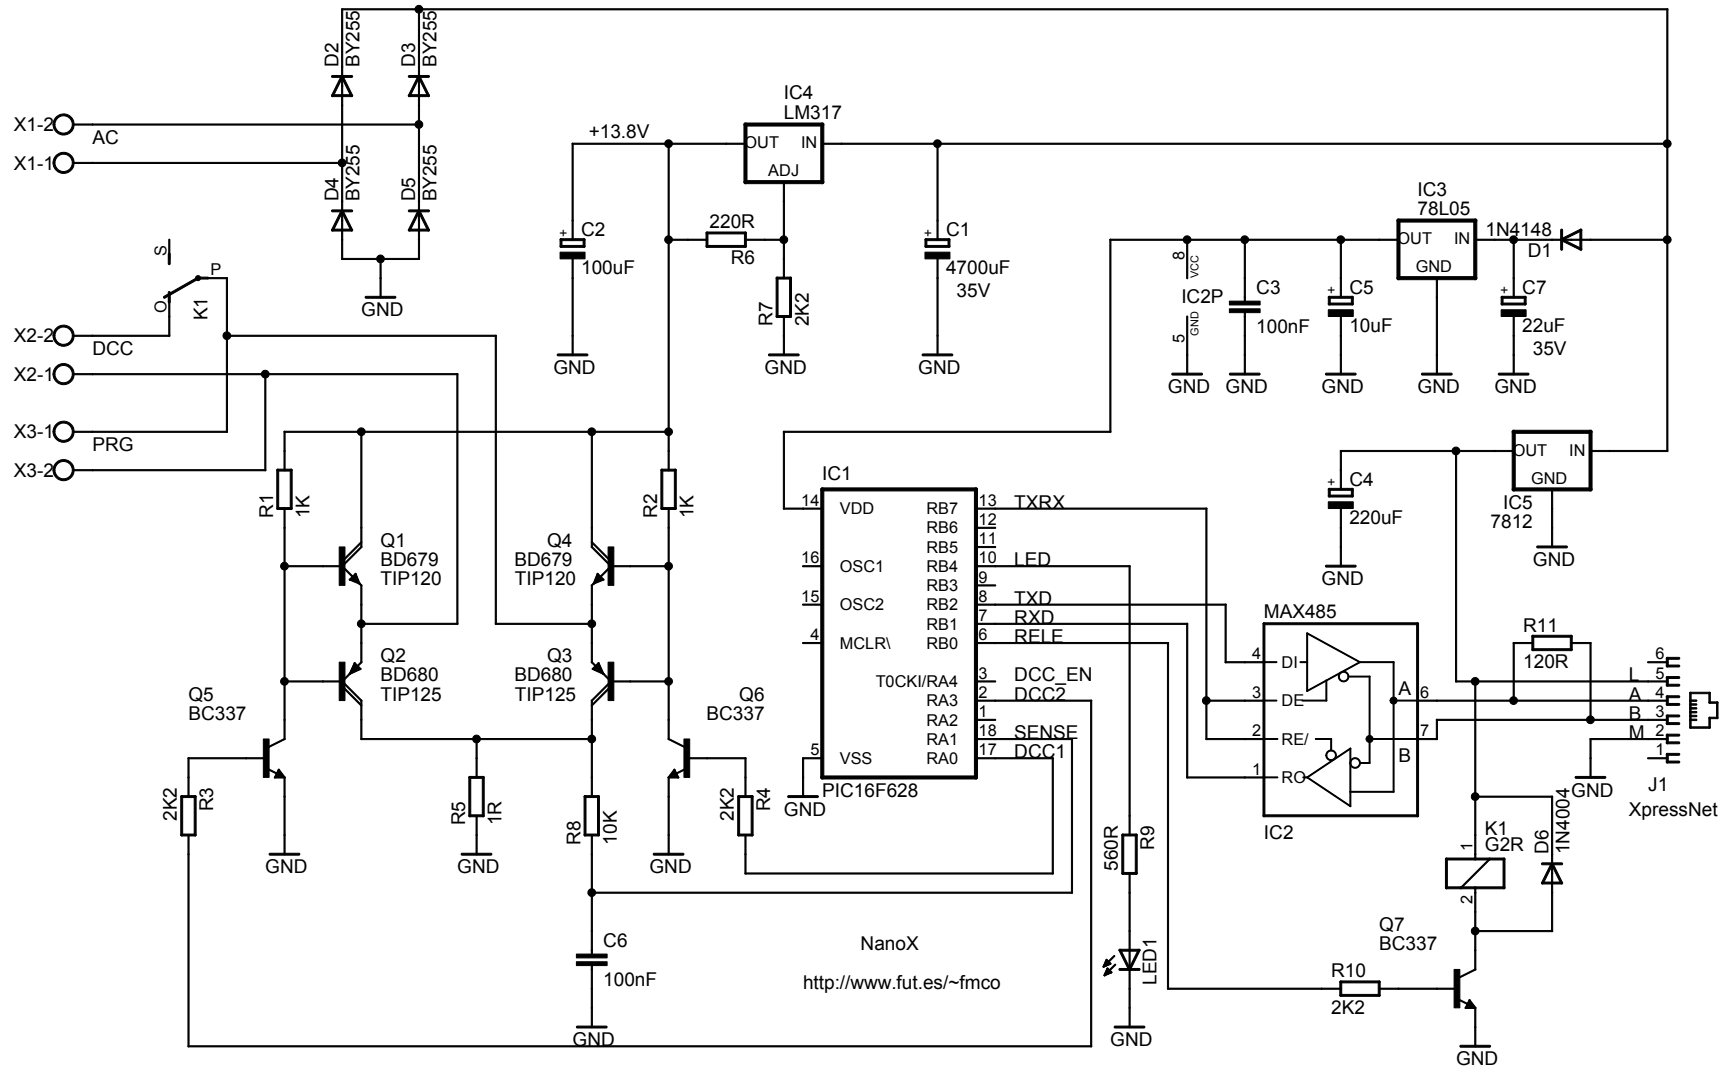 D2
BY255
D3
BY255
X1-2
AC
X1-1
D4
BY255
D5
BY255
GND
+13.8V
IC4
LM317
OUT
IN
ADJ
220R
R6
C2
+
100uF
GND
R7
2K2
GND
+
C1
4700uF
35V
GND
IC3
78L05
OUT
IN
GND
GND
1N4148
D1
8
VCC
IC2P
5
GND
GND
C3
100nF
GND
+
C5
10uF
GND
+
C7
22uF
35V
GND
S
P
O
K1
X2-2
DCC
X2-1
X3-1
PRG
X3-2
R1
1K
R2
1K
Q1
BD679
TIP120
Q4
BD679
TIP120
Q2
BD680
TIP125
Q3
BD680
TIP125
Q5
BC337
Q6
BC337
2K2
R3
GND
R5
1R
GND
R8
10K
GND
2K2
R4
C6
100nF
GND
IC1
14
VDD
16
OSC1
15
OSC2
4
MCLR\
5
VSS
GND
RB7
13
TXRX
RB6
12
RB5
11
RB4
10
LED
RB3
9
RB2
8
TXD
RB1
7
RXD
RB0
6
RELE
T0CKI/RA4
3
DCC_EN
RA3
2
DCC2
RA2
1
RA1
18
SENSE
RA0
17
DCC1
PIC16F628
560R
R9
LED1
GND
NanoX
http://www.fut.es/~fmco
+
C4
220uF
GND
OUT
IN
GND
IC5
7812
GND
MAX485
4
DI
3
DE
2
RE/
1
RO
A
6
B
7
IC2
R11
120R
6
L
5
A
4
B
3
M
2
1
GND
J1
XpressNet
K1
G2R
1
2
D6
1N4004
Q7
BC337
R10
2K2
GND